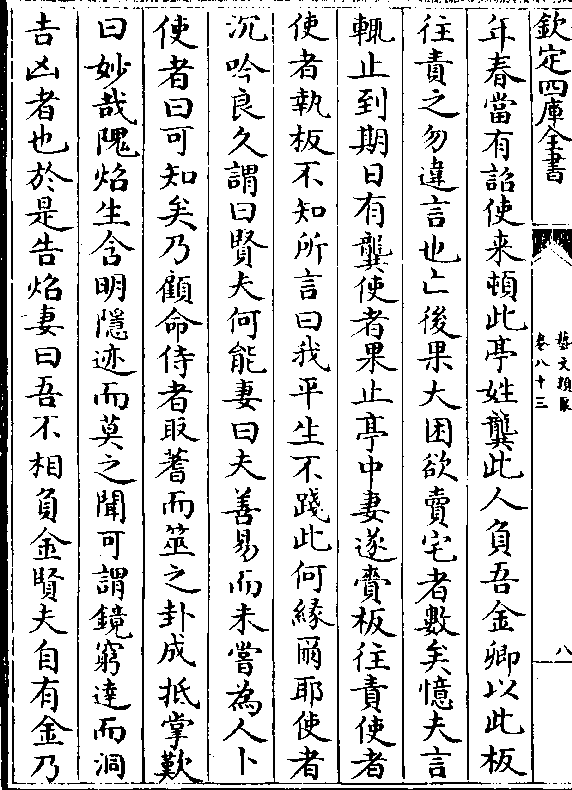 欽定四庫全書
藝文類聚
卷八十三
八
年春當有詔使来頓此亭姓龔此人負吾金卿以此板
往責之勿違言也亡後果大困欲賣宅者數矣憶夫言
輒止到期日有龔使者果止亭中妻遂賫板往責使者
使者執板不知所言曰我平生不踐此何緣爾耶使者
沉吟良久謂曰賢夫何能妻曰夫善易而未嘗為人卜
使者曰可知矣乃顧命侍者取蓍而筮之卦成抵掌歎
曰妙哉隗炤生含明隱迹而莫之聞可謂鏡窮達而洞
吉凶者也於是告炤妻曰吾不相負金賢夫自有金乃